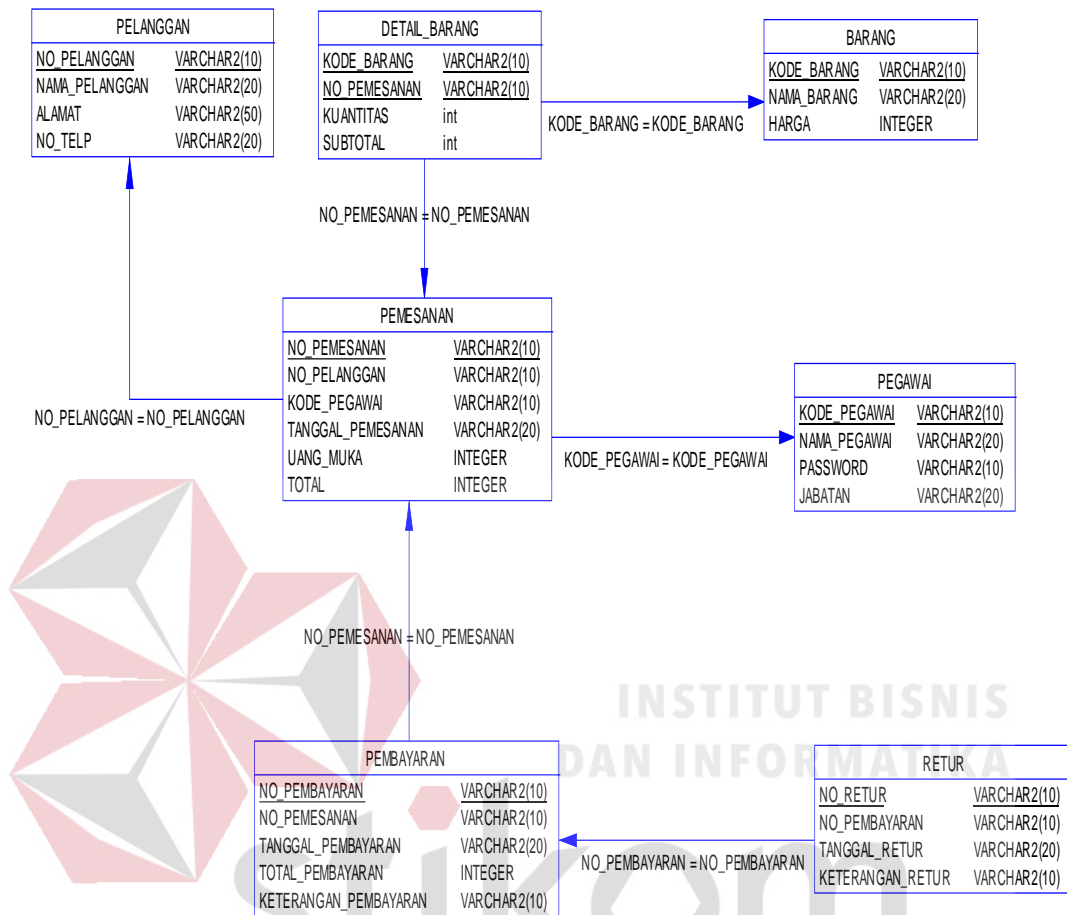 PELANGGAN
NO_PELANGGAN VARCHAR2(10)
NAMA_PELANGGAN VARCHAR2(20)
ALAMAT VARCHAR2(50)
NO_TELP VARCHAR2(20)
DETAIL_BARANG
KODE_BARANG VARCHAR2(10)
NO_PEMESANAN VARCHAR2(10)
KUANTITAS int
SUBTOTAL int
BARANG
KODE_BARANG VARCHAR2(10)
NAMA_BARANG VARCHAR2(20)
HARGA INTEGER
KODE_BARANG = KODE_BARANG
NO_PEMESANAN = NO_PEMESANAN
PEMESANAN
NO_PEMESANAN VARCHAR2(10)
NO_PELANGGAN VARCHAR2(10)
KODE_PEGAWAI VARCHAR2(10)
TANGGAL_PEMESANAN VARCHAR2(20)
UANG_MUKA INTEGER
TOTAL INTEGER
NO_PELANGGAN = NO_PELANGGAN
KODE_PEGAWAI = KODE_PEGAWAI
PEGAWAI
KODE_PEGAWAI VARCHAR2(10)
NAMA_PEGAWAI VARCHAR2(20)
PASSWORD VARCHAR2(10)
JABATAN VARCHAR2(20)
NO_PEMESANAN = NO_PEMESANAN
INSTITUT BISNIS
DAN INFORMATIKA
stikom
PEMBAYARAN
NO_PEMBAYARAN VARCHAR2(10)
NO_PEMESANAN VARCHAR2(10)
TANGGAL_PEMBAYARAN VARCHAR2(20)
TOTAL_PEMBAYARAN INTEGER
KETERANGAN_PEMBAYARAN VARCHAR2(10)
NO_PEMBAYARAN = NO_PEMBAYARAN
RETUR
NO_RETUR VARCHAR2(10)
NO_PEMBAYARAN VARCHAR2(10)
TANGGAL_RETUR VARCHAR2(20)
KETERANGAN_RETUR VARCHAR2(10)